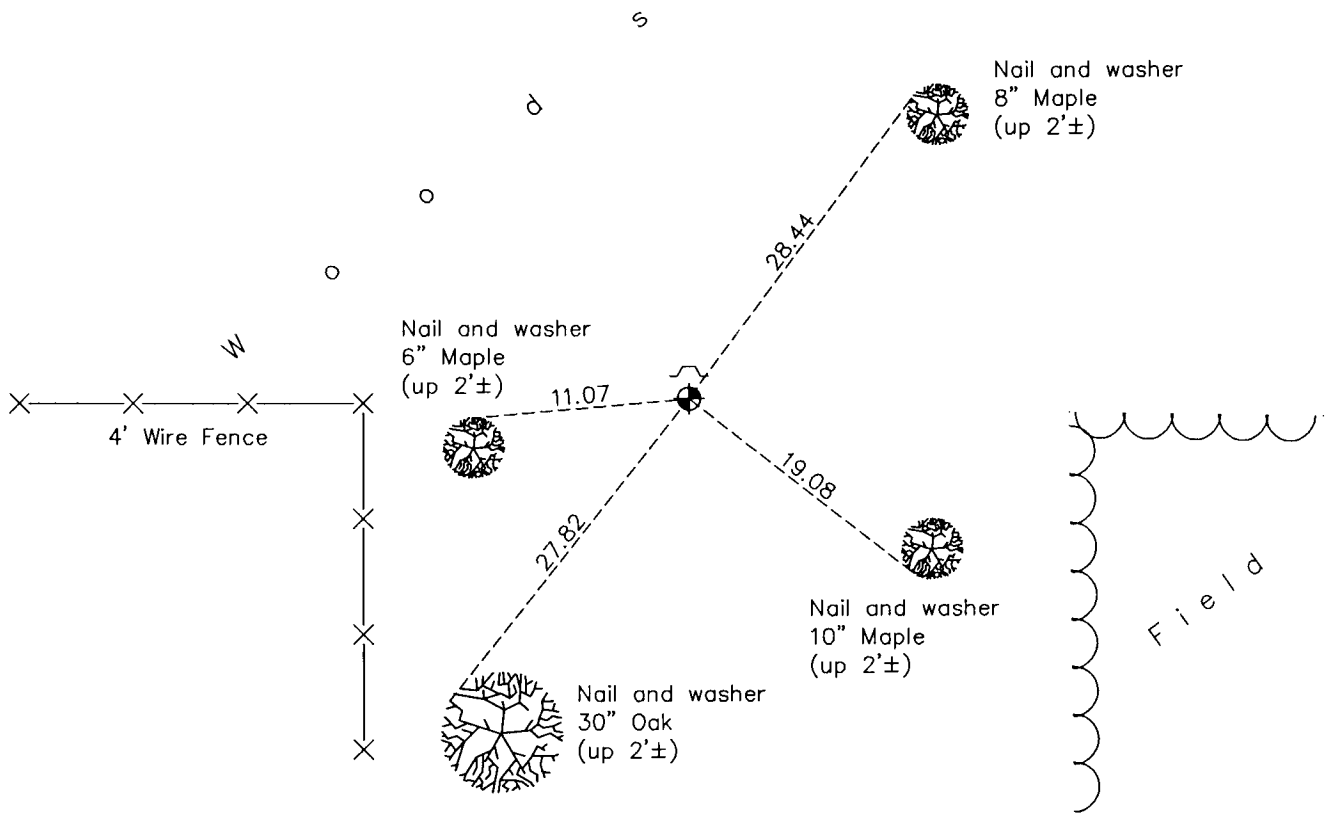 Woods
Nail and washer
8" Maple
(up 2'±)
28.44
Nail and washer
6" Maple
(up 2'±)
11.07
4' Wire Fence
19.08
27.82
Field
Nail and washer
10" Maple
(up 2'±)
Nail and washer
30" Oak
(up 2'±)